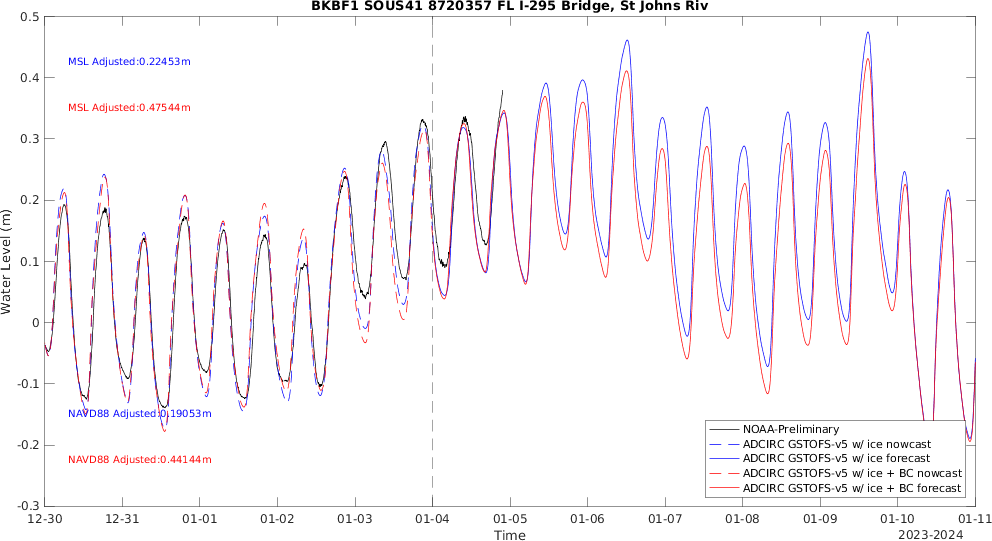 BKBF1 SOUS41 8720357 FL I-295 Bridge, St Johns Riv
0.5
0.4
0.3
0.2
0.1
0
-0.1
-0.2
-0.3
Water Level (m)
MSL Adjusted:0.22453m
MSL Adjusted:0.47544m
NAVD88 Adjusted:0.19053m
NAVD88 Adjusted:0.44144m
NOAA-Preliminary
ADCIRC GSTOFS-v5 w/ ice nowcast
ADCIRC GSTOFS-v5 w/ ice forecast
ADCIRC GSTOFS-v5 w/ ice + BC nowcast
ADCIRC GSTOFS-v5 w/ ice + BC forecast
12-30 12-31 01-01 01-02 01-03 01-04 01-05 01-06 01-07 01-08 01-09 01-10 01-11
Time
2023-2024